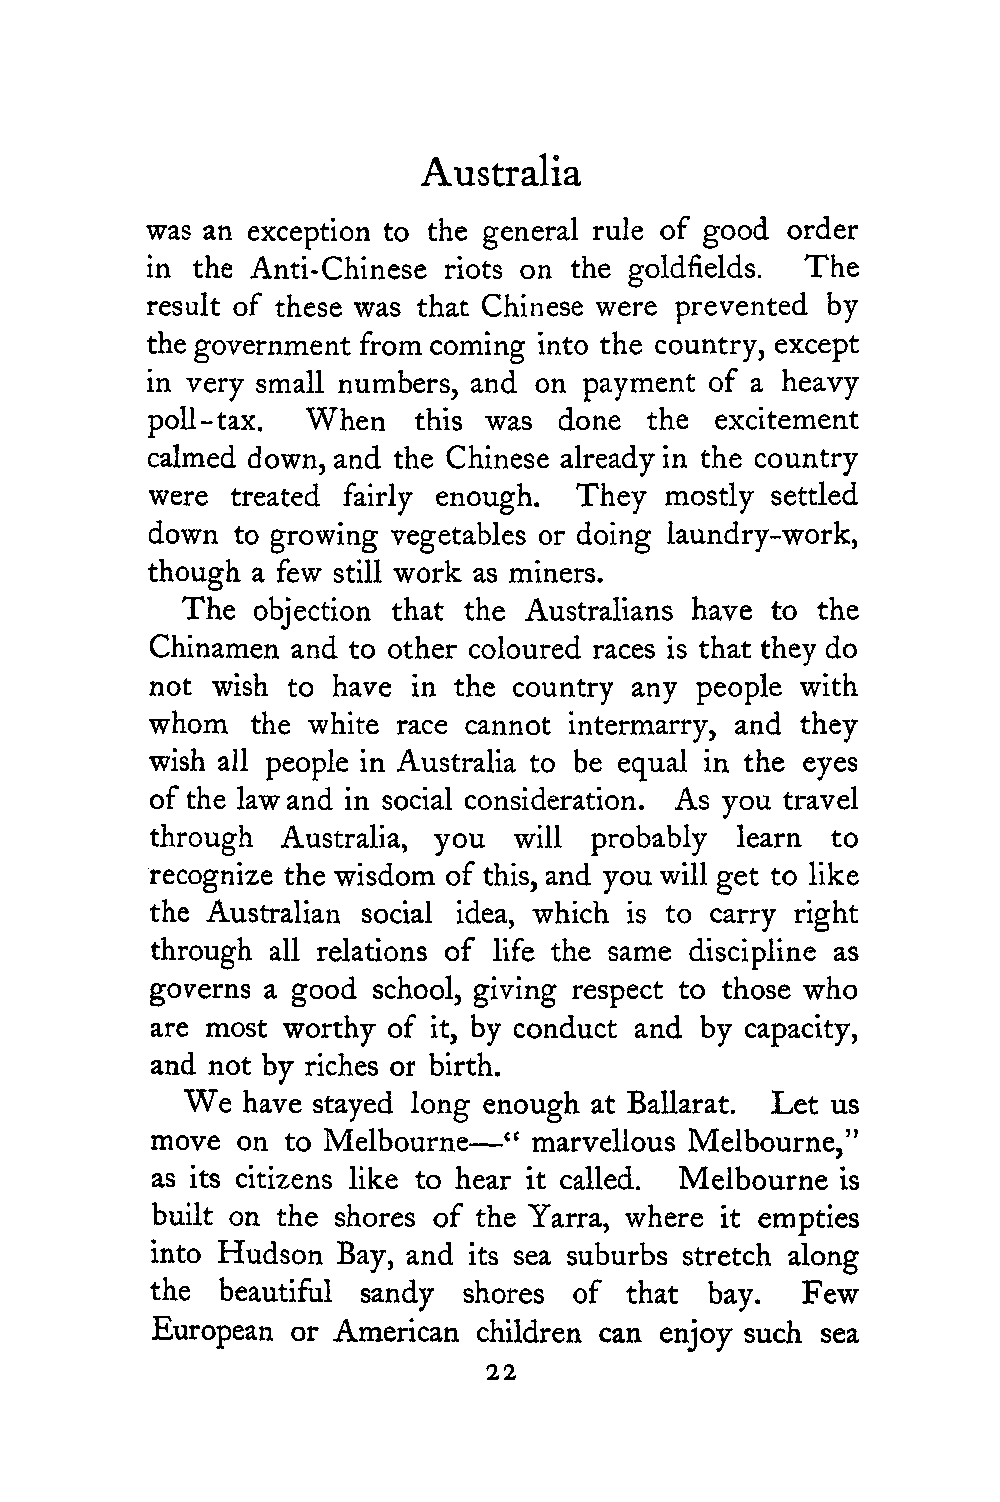 Australia
was an exception to the general rule of good order
in the Anti-Chinese riots on the goldfields. The
result of these was that Chinese were prevented by
the government from coming into the country, except
in very small numbers, and on payment of a heavy
poll-tax. When this was done the excitement
calmed down, and the Chinese already in the country
were treated fairly enough. They mostly settled
down to growing vegetables or doing laundry-work,
though a few still work as miners.
The objection that the Australians have to the
Chinamen and to other coloured races is that they do
not wish to have in the country any people with
whom the white race cannot intermarry, and they
wish all people in Australia to be equal in the eyes
of the law and in social consideration. As you travel
through Australia, you will probably learn to
recognize the wisdom of this, and you will get to like
the Australian social idea, which is to carry right
through all relations of life the same discipline as
governs a good school, giving respect to those who
are most worthy of it, by conduct and by capacity,
and not by riches or birth.
We have stayed long enough at Ballarat. Let us
move on to Melbourne—“ marvellous Melbourne,”
as its citizens like to hear it called. Melbourne is
built on the shores of the Yarra, where it empties
into Hudson Bay, and its sea suburbs stretch along
the beautiful sandy shores of that bay. Few
European or American children can enjoy such sea
22